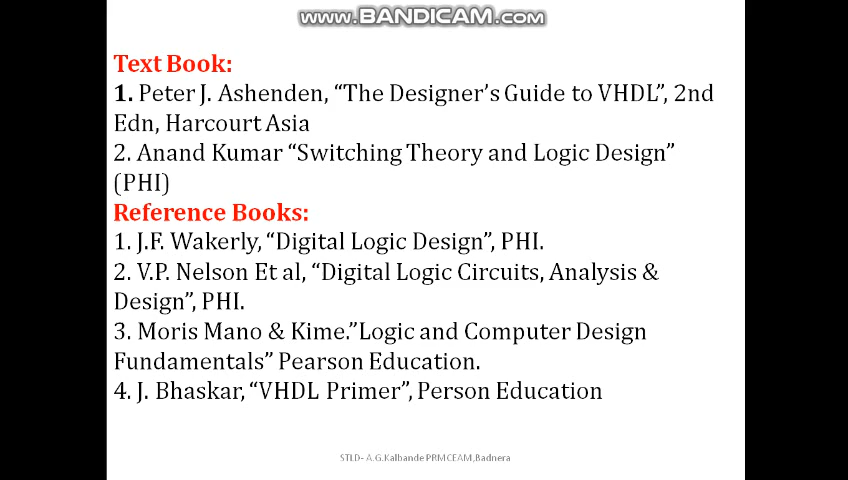 www.BANDICAM.com
Text Book:
1. Peter J. Ashenden, “The Designer’s Guide to VHDL”, 2nd
Edn, Harcourt Asia
2. Anand Kumar “Switching Theory and Logic Design”
(PHI)
Reference Books:
1. J.F. Wakerly, “Digital Logic Design”, PHI.
2. V.P. Nelson Et al, “Digital Logic Circuits, Analysis &
Design”, PHI.
3. Moris Mano & Kime.”Logic and Computer Design
Fundamentals” Pearson Education.
4. J. Bhaskar, “VHDL Primer”, Person Education
STLD- A.G.Kalbande PRMCEAM,Badnera